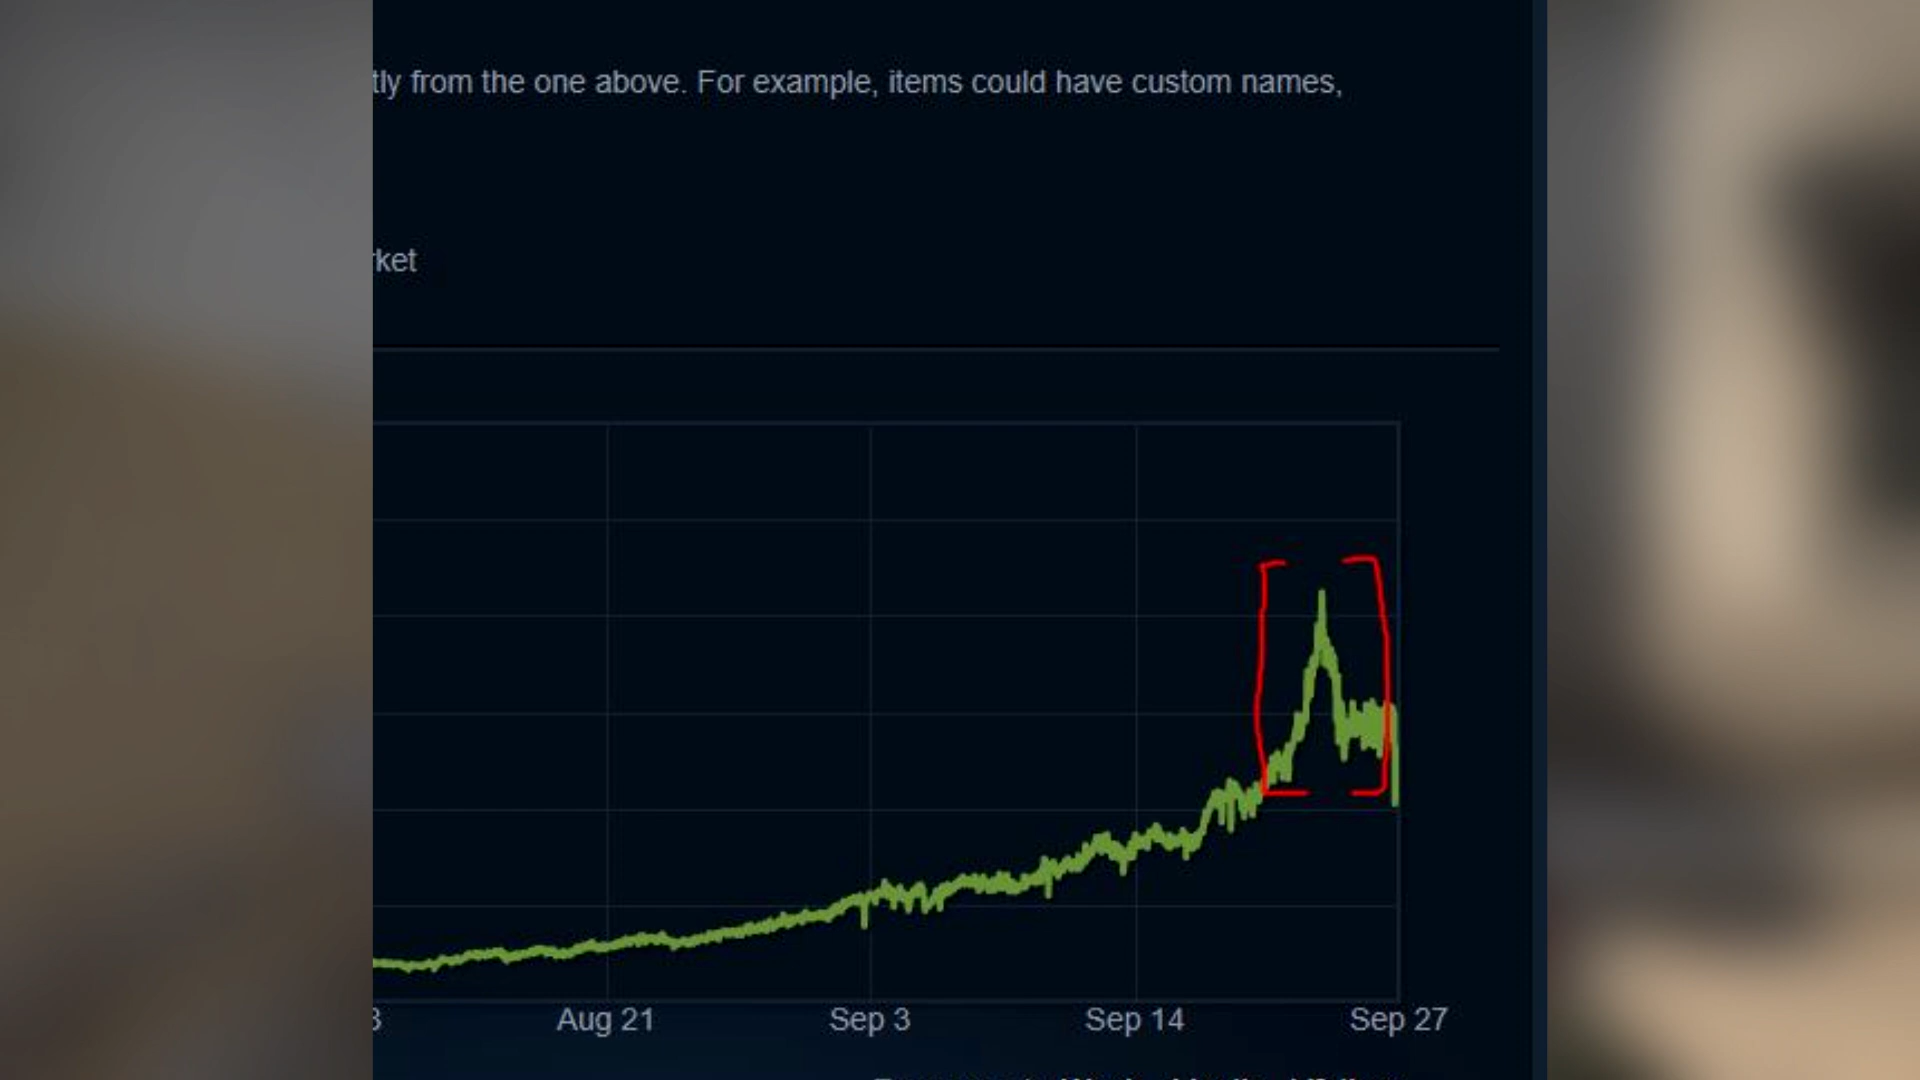 tly from the one above. For example, items could have custom names,
rket
Aug 21 Sep 3 Sep 14 Sep 27